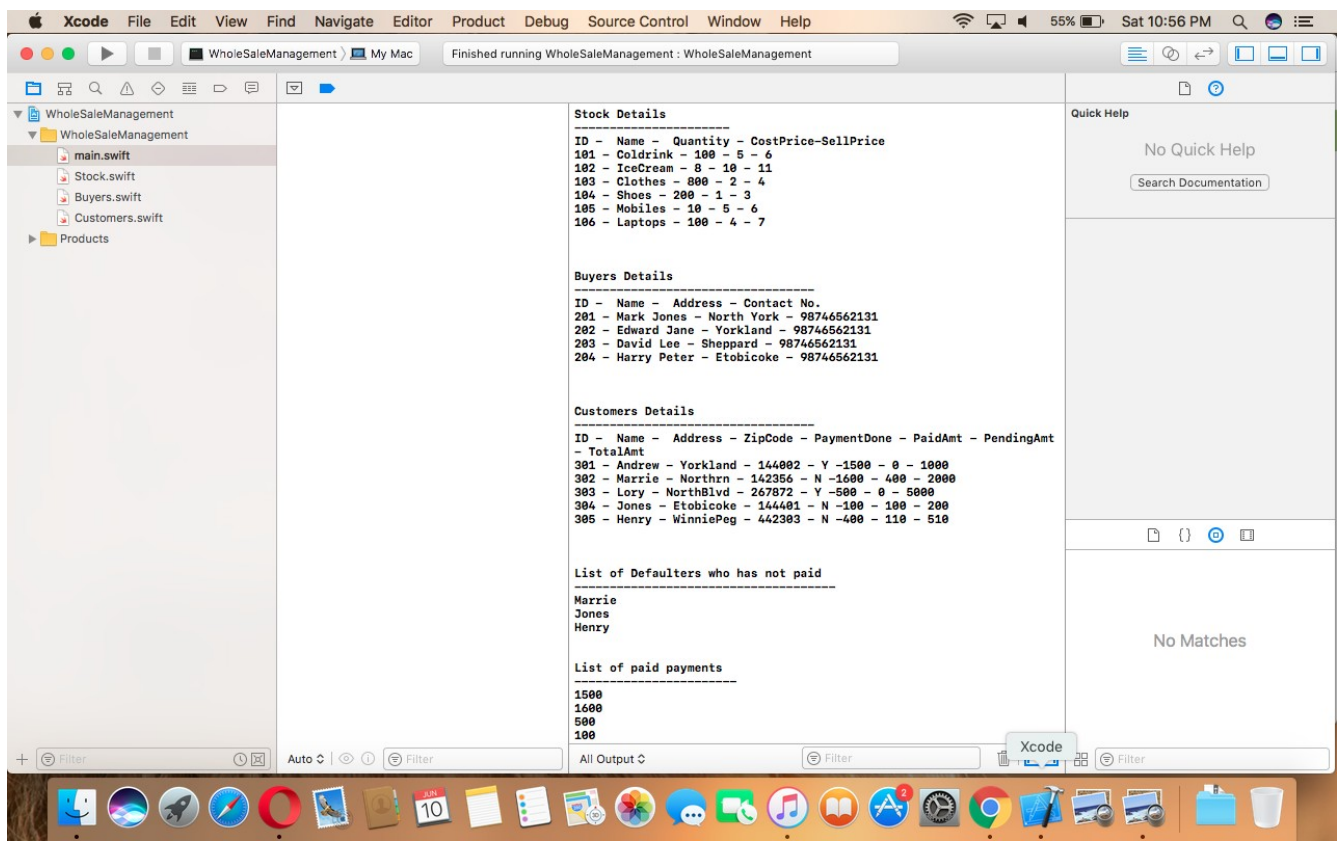 Xcode File Edit View Find Navigate Editor Product Debug Source Control Window Help 55% Sat 10:56 PM
WholeSaleManagement My Mac Finished running WholeSaleManagement : WholeSaleManagement
WholeSaleManagement
WholeSaleManagement
main.swift
Stock.swift
Buyers.swift
Customers.swift
Products
Stock Details
-----------------------
ID -  Name -  Quantity - CostPrice-SellPrice
101 - Coldrink - 100 - 5 - 6
102 - IceCream - 8 - 10 - 11
103 - Clothes - 800 - 2 - 4
104 - Shoes - 200 - 1 - 3
105 - Mobiles - 10 - 5 - 6
106 - Laptops - 100 - 4 - 7
Buyers Details
-----------------------------------
ID -  Name -  Address - Contact No.
201 - Mark Jones - North York - 98746562131
202 - Edward Jane - Yorkland - 98746562131
203 - David Lee - Sheppard - 98746562131
204 - Harry Peter - Etobicoke - 98746562131
Customers Details
-----------------------------------
ID -  Name -  Address - ZipCode - PaymentDone - PaidAmt - PendingAmt
- TotalAmt
301 - Andrew - Yorkland - 144002 - Y -1500 - 0 - 1000
302 - Marrie - Northrn - 142356 - N -1600 - 400 - 2000
303 - Lory - NorthBlvd - 267872 - Y -500 - 0 - 5000
304 - Jones - Etobicoke - 144401 - N -100 - 100 - 200
305 - Henry - WinniePeg - 442303 - N -400 - 110 - 510
List of Defaulters who has not paid
--------------------------------------
Marrie
Jones
Henry
List of paid payments
------------------------
1500
1600
500
100
Quick Help
No Quick Help
Search Documentation
No Matches
Filter
Auto
Filter
All Output
Filter
Xcode
Filter
JUN
10
3D
2